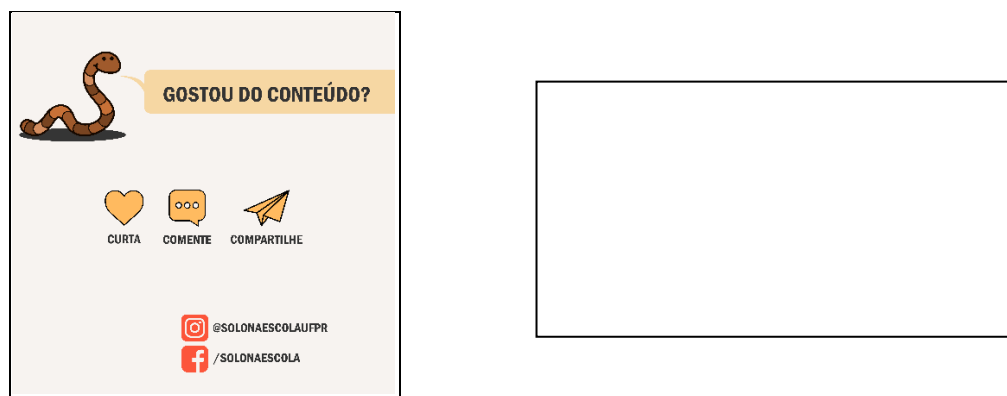 GOSTOU DO CONTEÚDO?
CURTA COMENTE COMPARTILHE
@SOLONAESCOLAUFPR
/SOLONAESCOLA